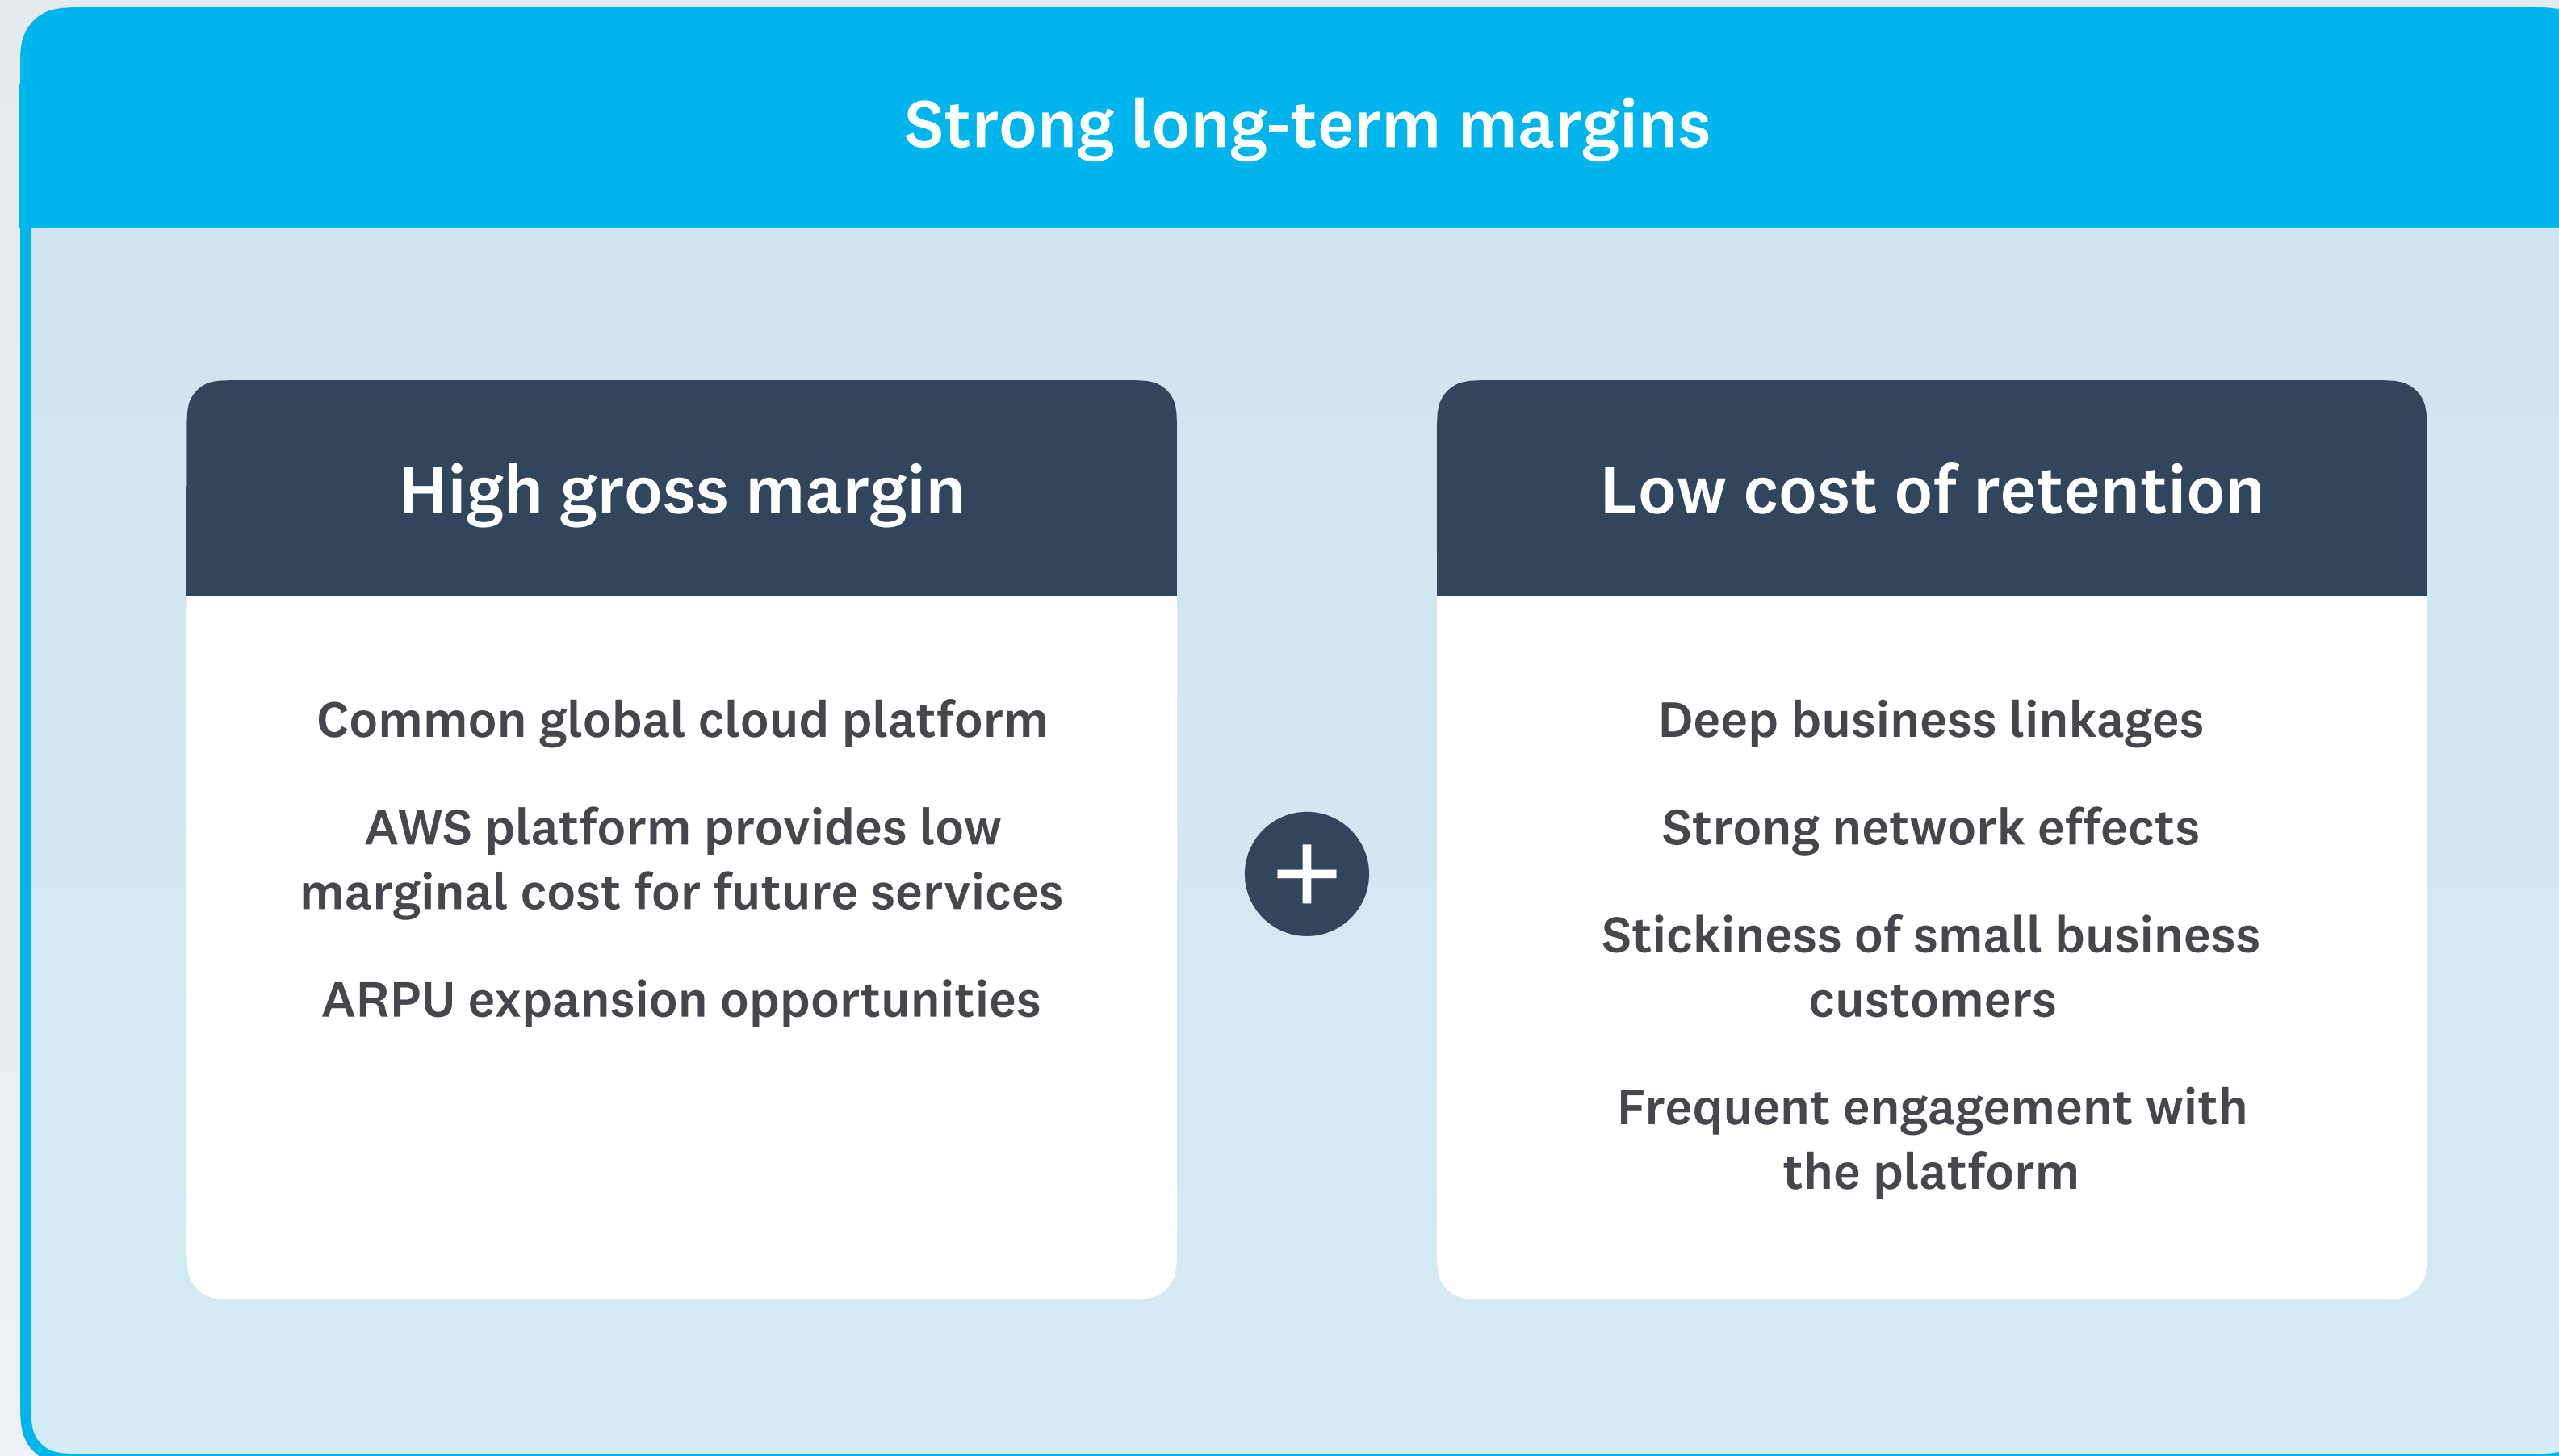 Strong long-term margins
High gross margin
Common global cloud platform
AWS platform provides low
marginal cost for future services
ARPU expansion opportunities
+
Low cost of retention
Deep business linkages
Strong network effects
Stickiness of small business
customers
Frequent engagement with
the platform